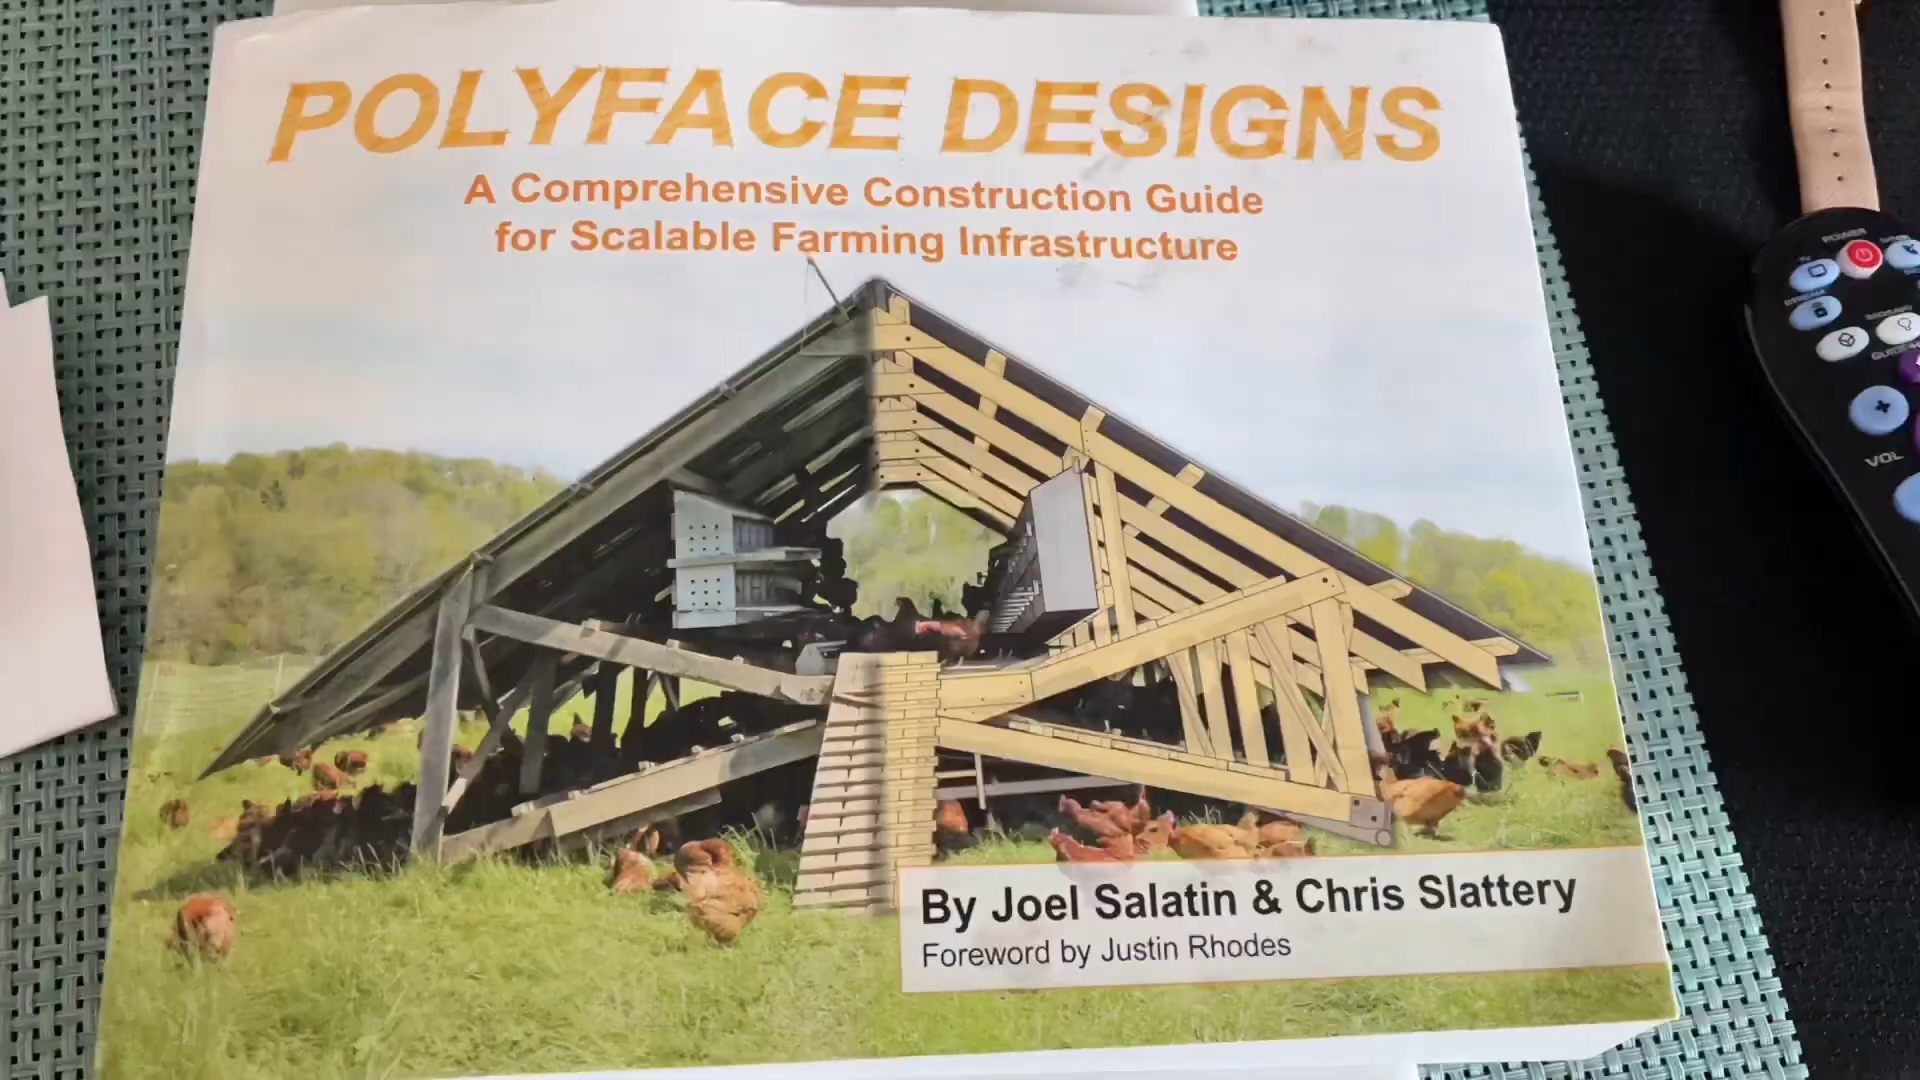 POLYFACE DESIGNS
A Comprehensive Construction Guide
for Scalable Farming Infrastructure
By Joel Salatin & Chris Slattery
Foreword by Justin Rhodes
POWER
VOL